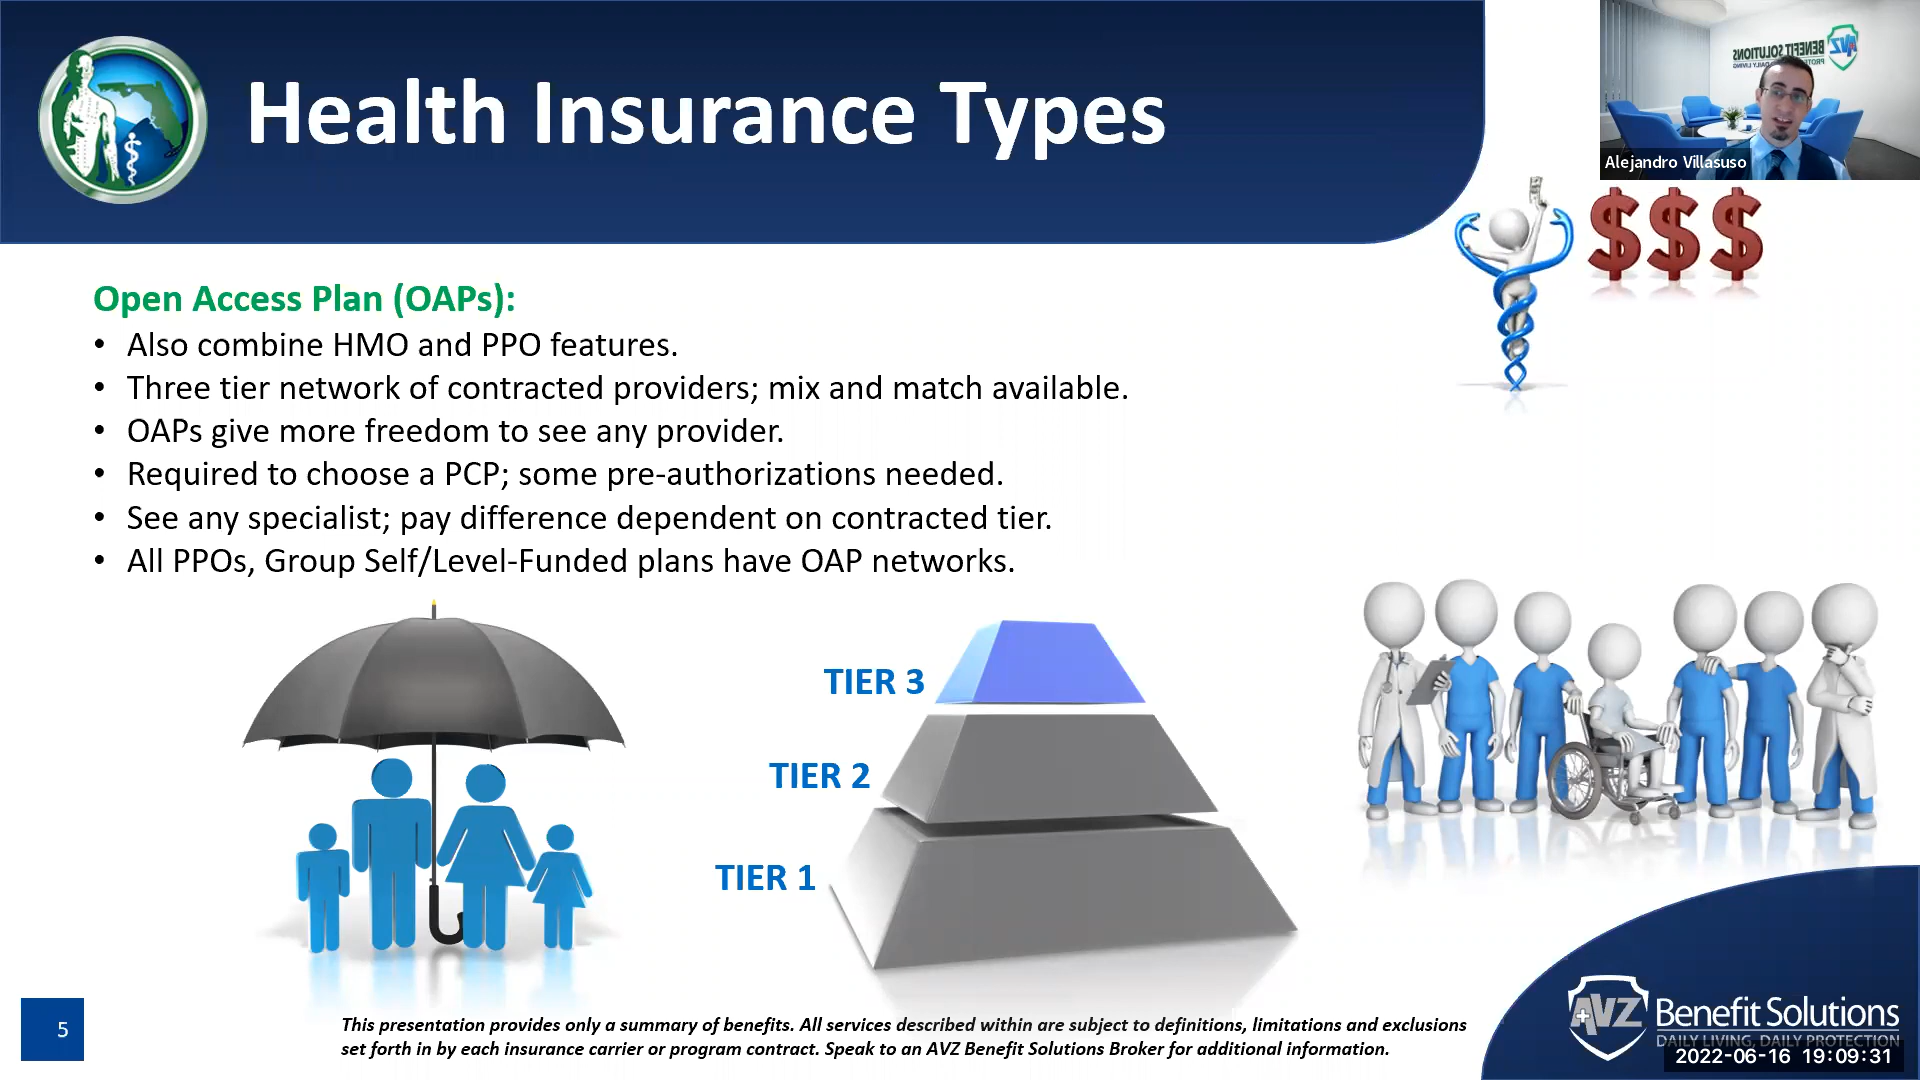 Health Insurance Types
BENEFIT SOLUTIONS
Alejandro Villasuso
$$$
Open Access Plan (OAPs):
• Also combine HMO and PPO features.
• Three tier network of contracted providers; mix and match available.
• OAPs give more freedom to see any provider.
• Required to choose a PCP; some pre-authorizations needed.
• See any specialist; pay difference dependent on contracted tier.
• All PPOs, Group Self/Level-Funded plans have OAP networks.
TIER 3
TIER 2
TIER 1
5
This presentation provides only a summary of benefits. All services described within are subject to definitions, limitations and exclusions
set forth in by each insurance carrier or program contract. Speak to an AVZ Benefit Solutions Broker for additional information.
AVZ Benefit Solutions
DAILY LIVING, DAILY PROTECTION
2022-06-16 19:09:31